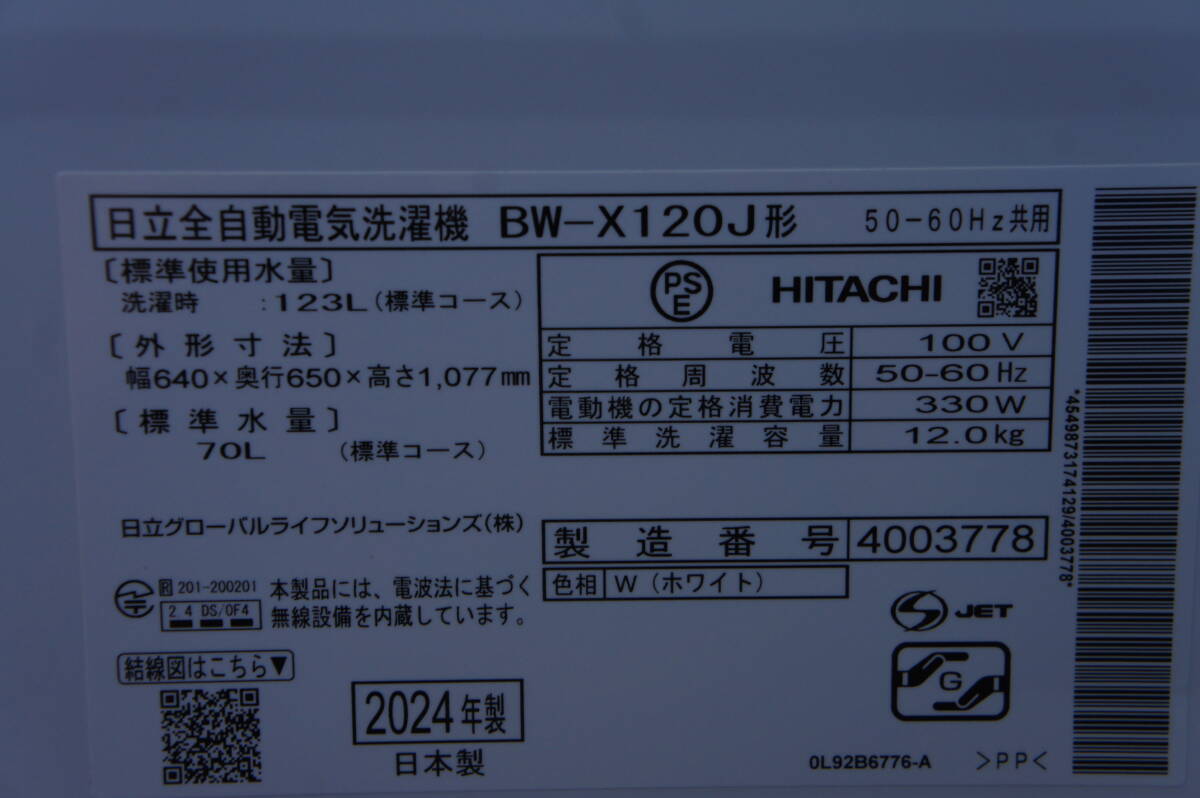 日立全自動電気洗濯機 BW-X120J形 50-60Hz共用
〔標準使用水量〕
洗濯時 :123L(標準コース)
〔外形寸法〕
幅640×奥行650×高さ1,077mm
〔標準水量〕
70L (標準コース)
PS
E
HITACHI
定格電圧 100V
定格周波数 50-60Hz
電動機の定格消費電力 330W
標準洗濯容量 12.0kg
日立グローバルライフソリューションズ(株)
製造番号 4003778
色相 W(ホワイト)
R 201-200201
2 4 DS/OF4
本製品には、電波法に基づく
無線設備を内蔵しています。
結線図はこちら▼
2024年製
日本製
S JET
G
0L92B6776-A >PP<
*4549873174129/4003778*